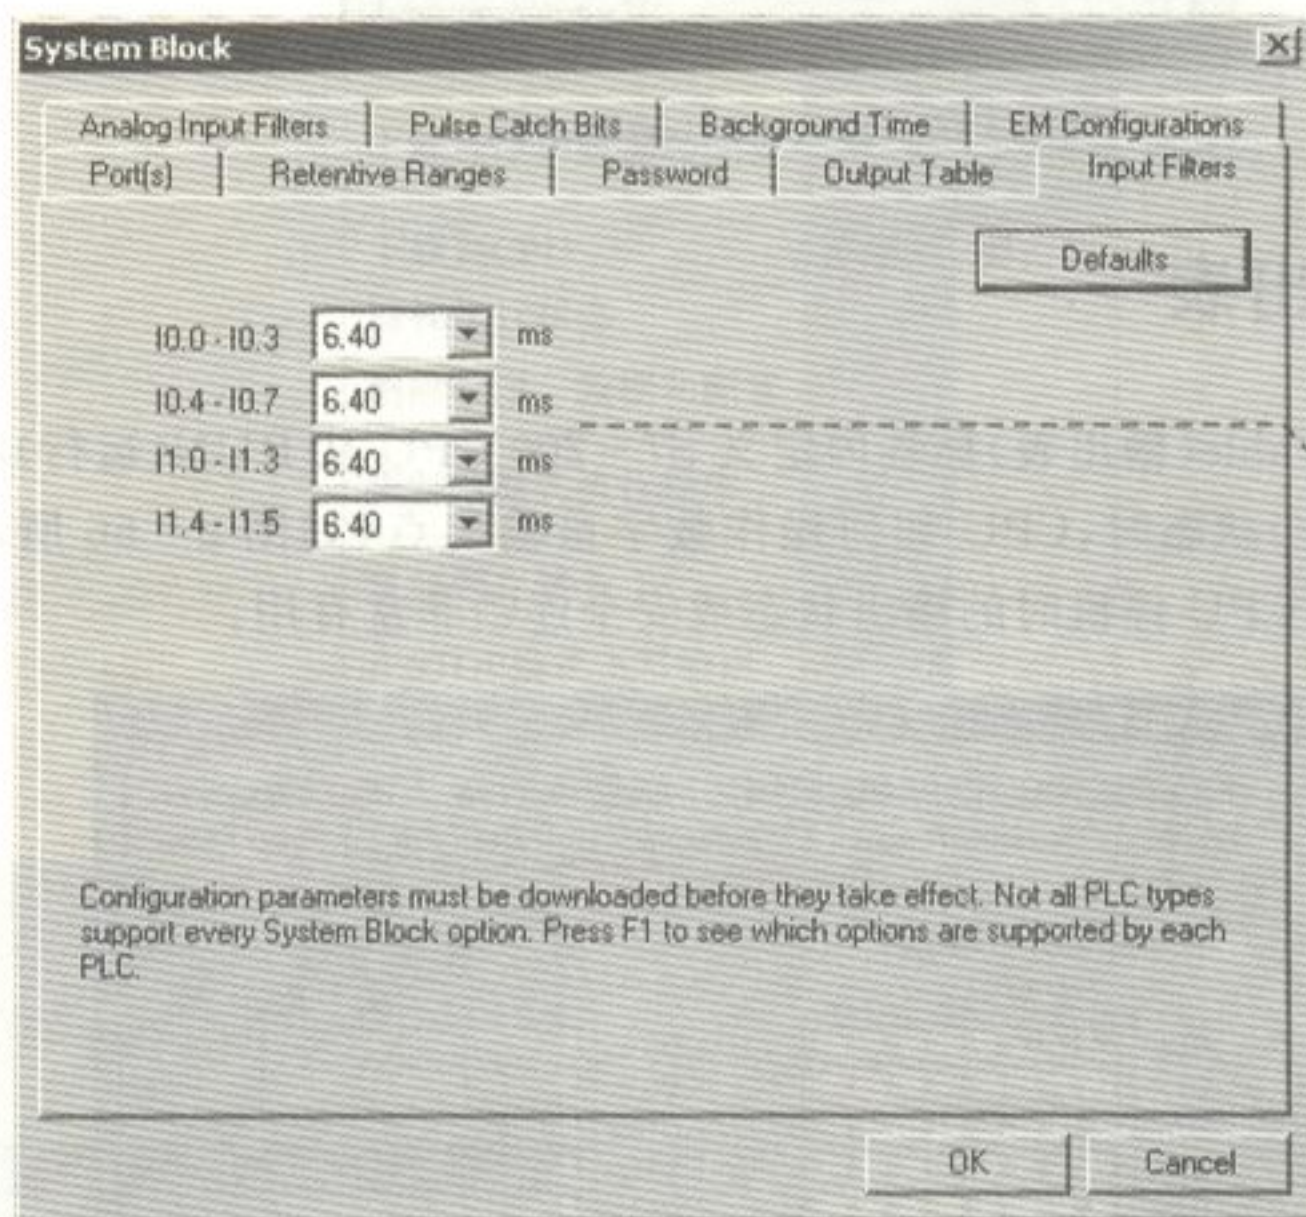 System Block
Analog Input Filters Pulse Catch Bits Background Time EM Configurations
Port(s) Retentive Ranges Password Output Table Input Filters
Defaults
I0.0 - I0.3 6.40 ms
I0.4 - I0.7 6.40 ms
I1.0 - I1.3 6.40 ms
I1.4 - I1.5 6.40 ms
Configuration parameters must be downloaded before they take effect. Not all PLC types
support every System Block option. Press F1 to see which options are supported by each
PLC.
OK Cancel